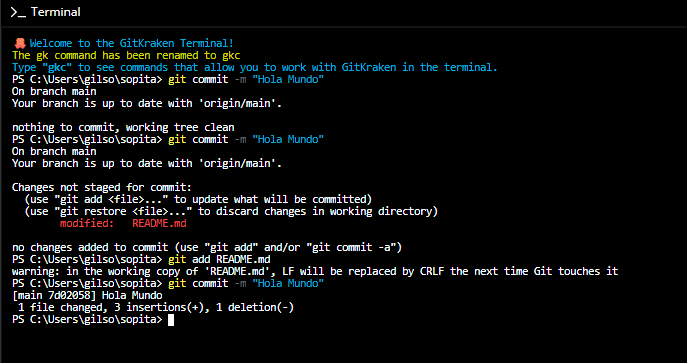 Terminal
Welcome to the GitKraken Terminal!
The gk command has been renamed to gkc
Type "gkc" to see commands that allow you to work with GitKraken in the terminal.
PS C:\Users\gilso\sopita> git commit -m "Hola Mundo"
On branch main
Your branch is up to date with 'origin/main'.
nothing to commit, working tree clean
PS C:\Users\gilso\sopita> git commit -m "Hola Mundo"
On branch main
Your branch is up to date with 'origin/main'.
Changes not staged for commit:
  (use "git add <file>..." to update what will be committed)
  (use "git restore <file>..." to discard changes in working directory)
        modified:   README.md
no changes added to commit (use "git add" and/or "git commit -a")
PS C:\Users\gilso\sopita> git add README.md
warning: in the working copy of 'README.md', LF will be replaced by CRLF the next time Git touches it
PS C:\Users\gilso\sopita> git commit -m "Hola Mundo"
[main 7d02058] Hola Mundo
 1 file changed, 3 insertions(+), 1 deletion(-)
PS C:\Users\gilso\sopita>